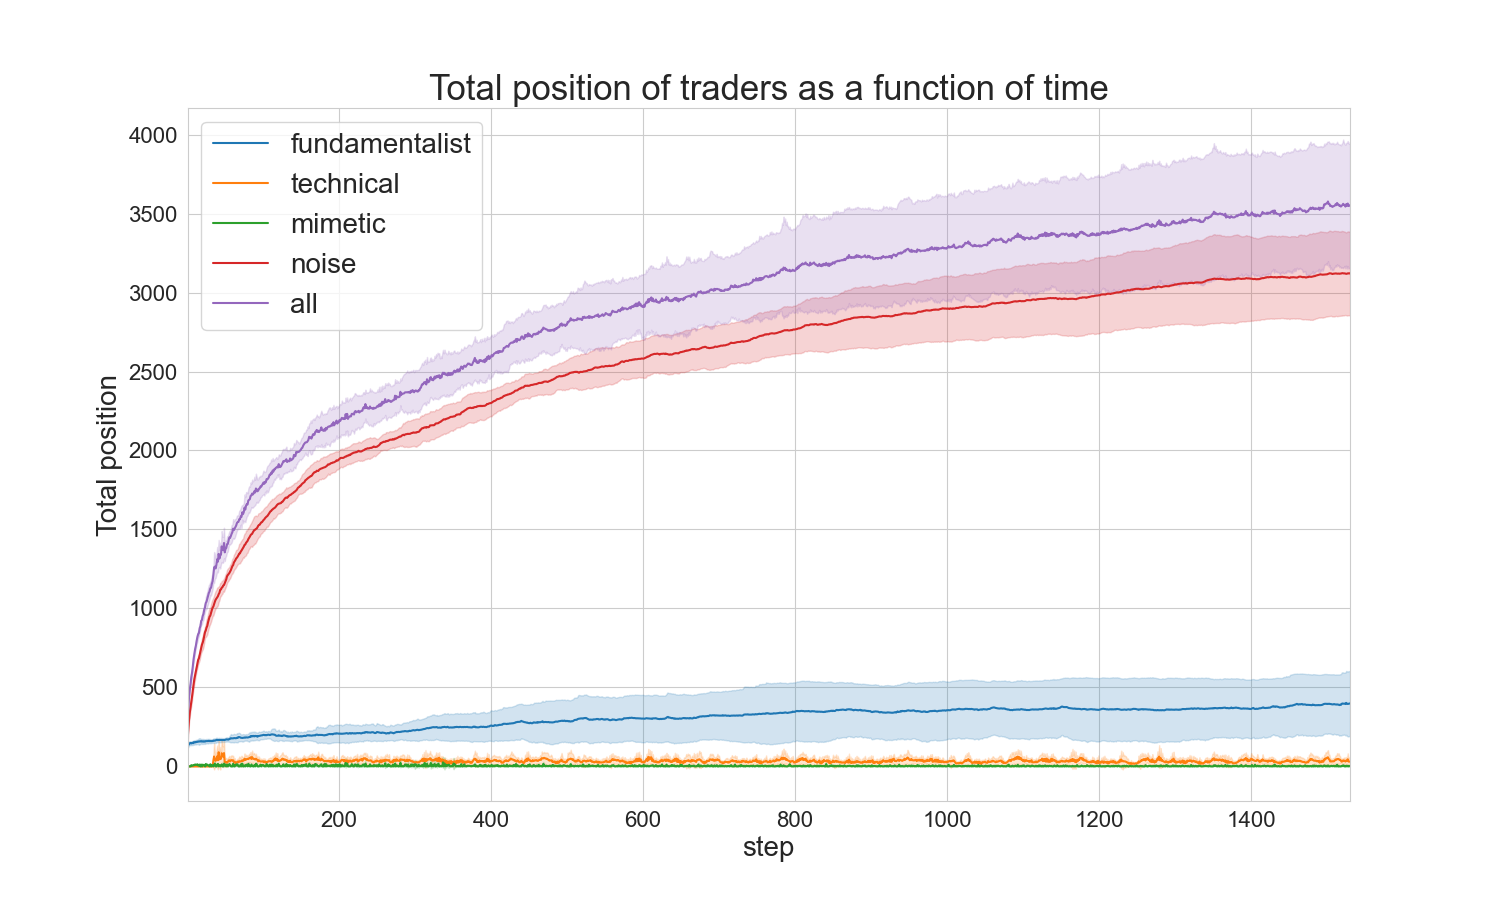 Total position of traders as a function of time
fundamentalist
technical
mimetic
noise
all
Total position
4000
3500
3000
2500
2000
1500
1000
500
0
200 400 600 800 1000 1200 1400
step